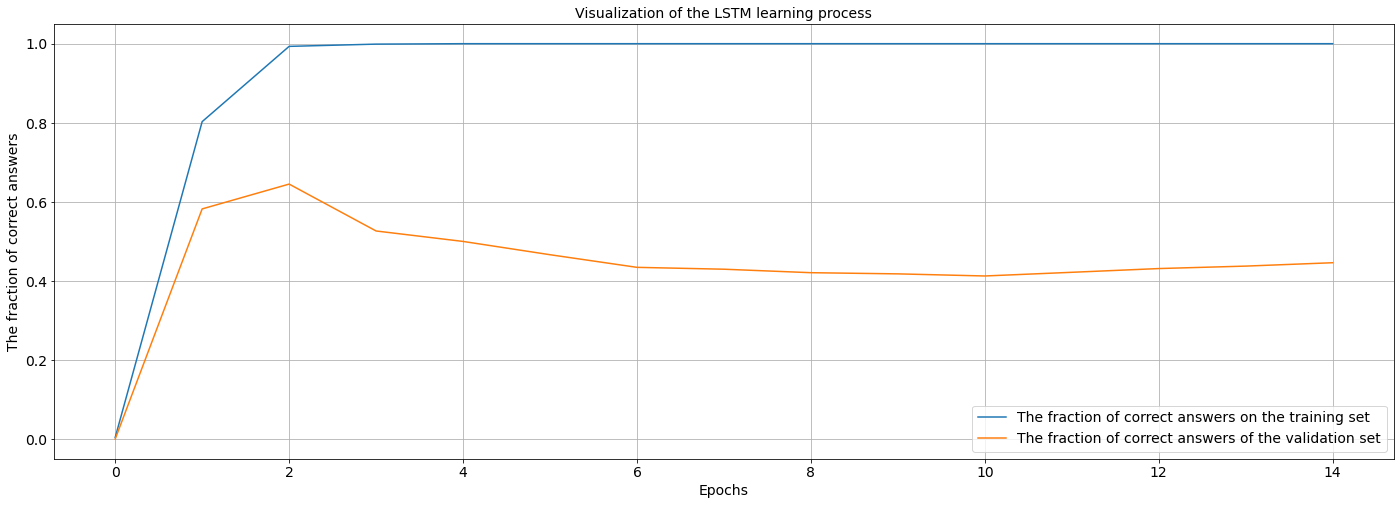 Visualization of the LSTM learning process
The fraction of correct answers
1.0
0.8
0.6
0.4
0.2
0.0
The fraction of correct answers on the training set
The fraction of correct answers of the validation set
0 2 4 6 8 10 12 14
Epochs